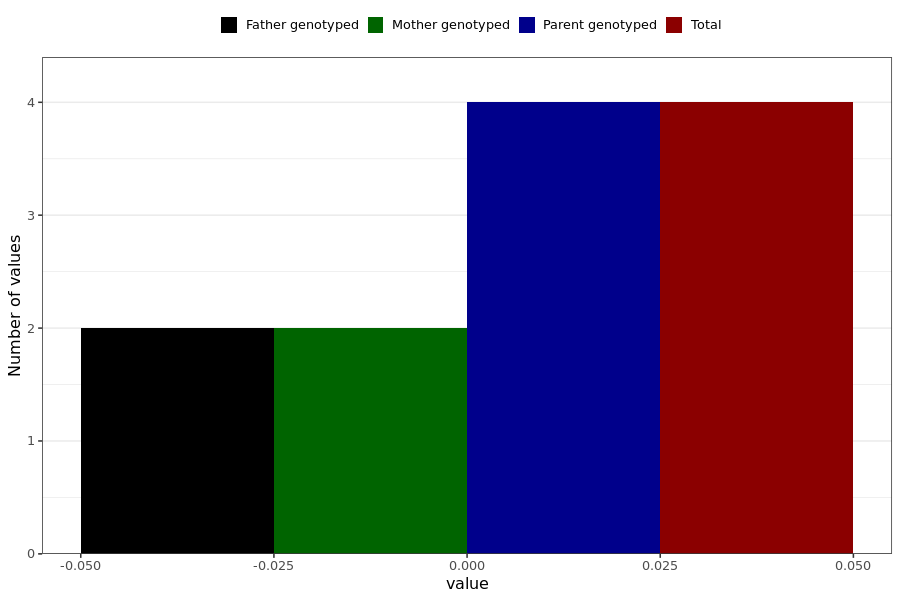 Father genotyped Mother genotyped Parent genotyped Total
4
3
2
1
0
Number of values
-0.050 -0.025 0.000 0.025 0.050
value